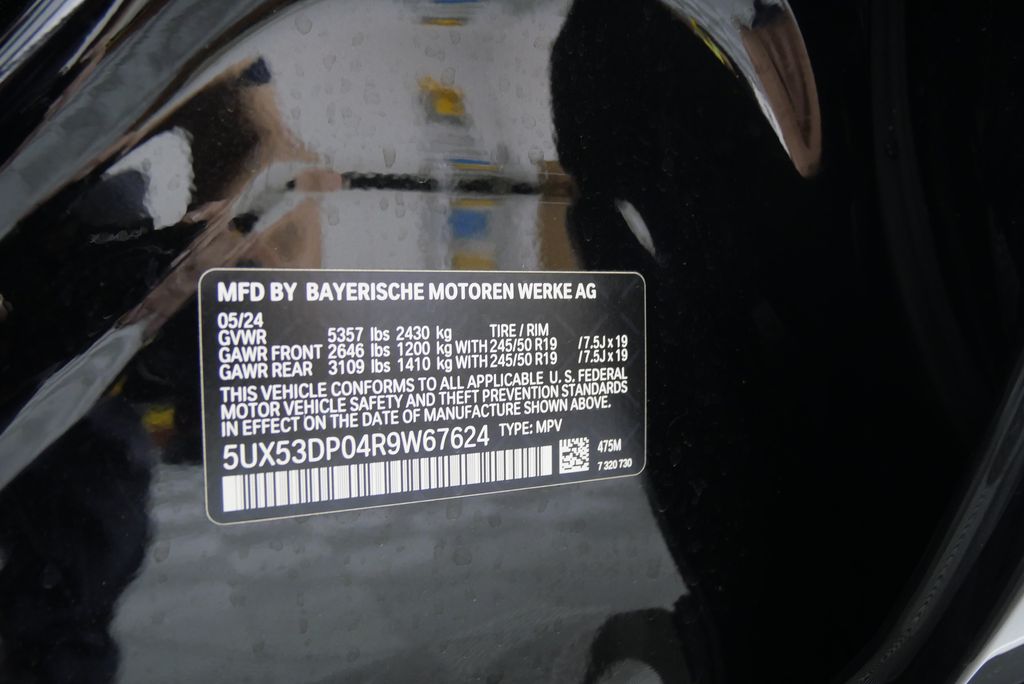 MFD BY BAYERISCHE MOTOREN WERKE AG
05/24
GVWR 5357 lbs 2430 kg TIRE / RIM
GAWR FRONT 2646 lbs 1200 kg WITH 245/50 R19 /7.5J x 19
GAWR REAR 3109 lbs 1410 kg WITH 245/50 R19 /7.5J x 19
THIS VEHICLE CONFORMS TO ALL APPLICABLE U.S. FEDERAL
MOTOR VEHICLE SAFETY AND THEFT PREVENTION STANDARDS
IN EFFECT ON THE DATE OF MANUFACTURE SHOWN ABOVE.
5UX53DP04R9W67624 TYPE: MPV
475M
7 320 730